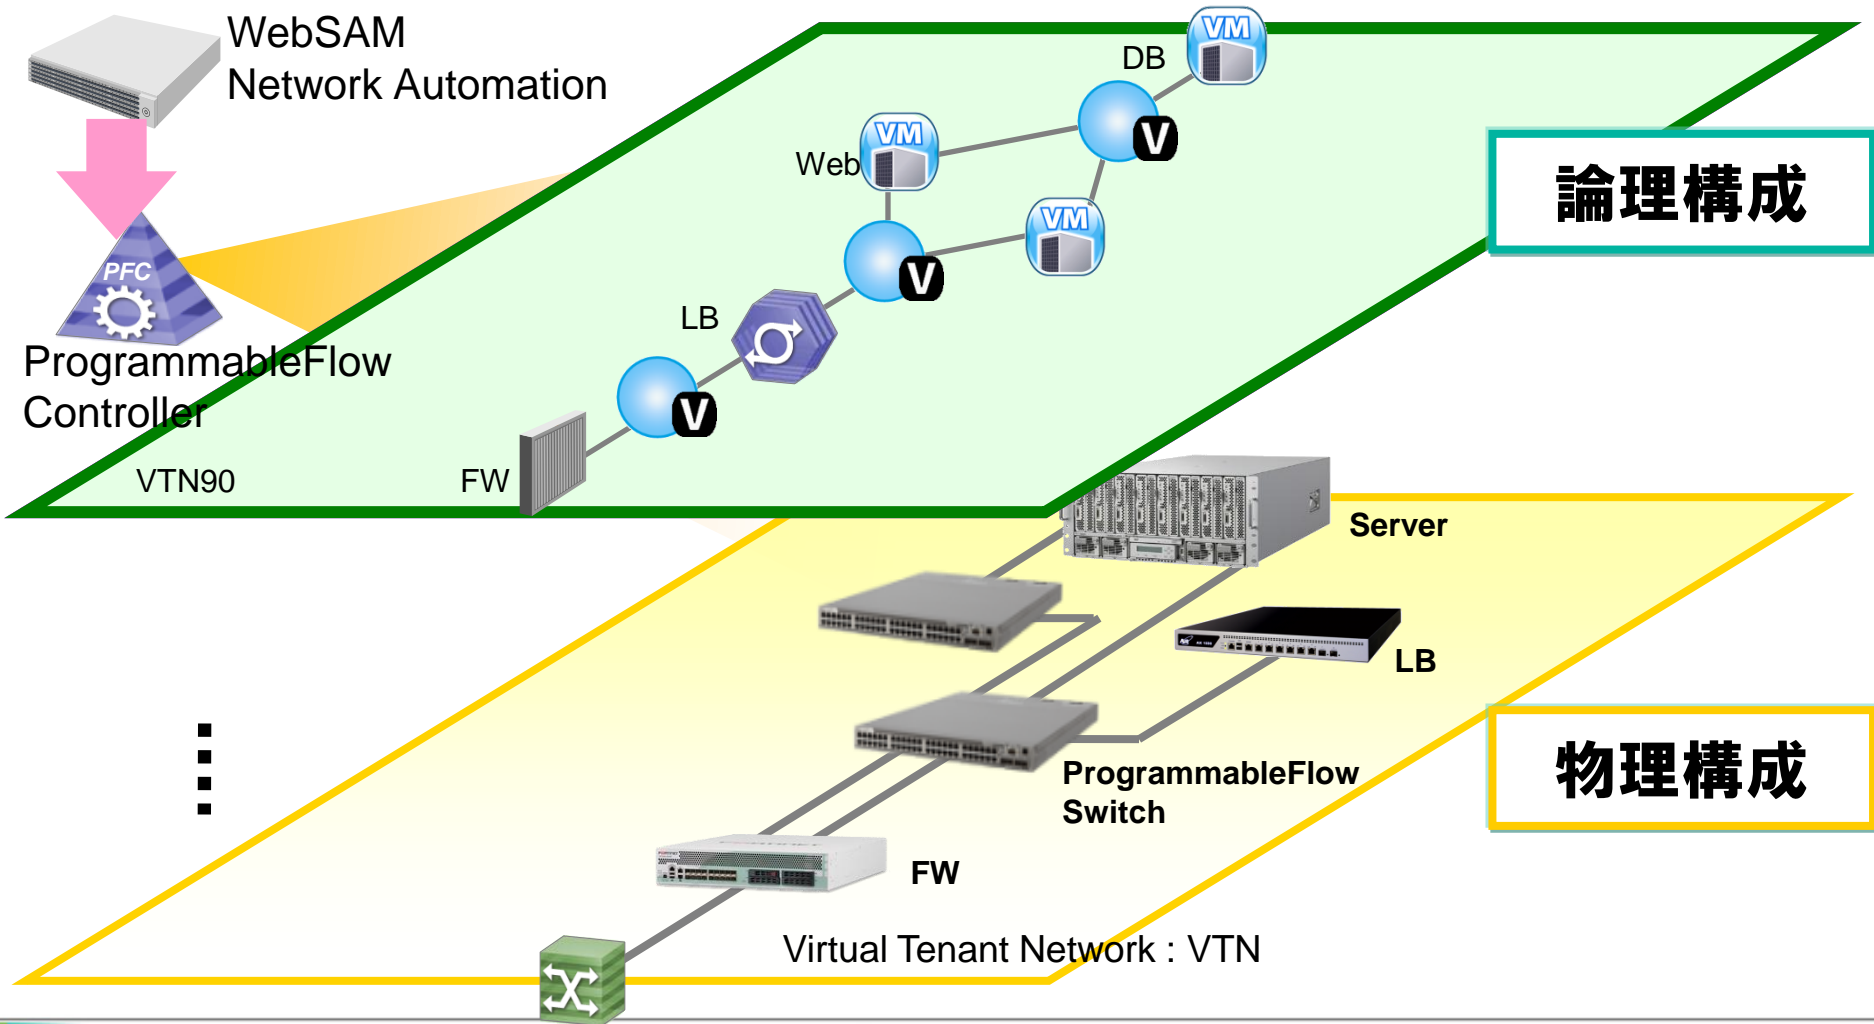 WebSAM
Network Automation
PFC
ProgrammableFlow
Controller
VTN90
FW
LB
Web
VM
VM
DB
VM
V
V
V
論理構成
Server
LB
ProgrammableFlow
Switch
FW
物理構成
Virtual Tenant Network : VTN